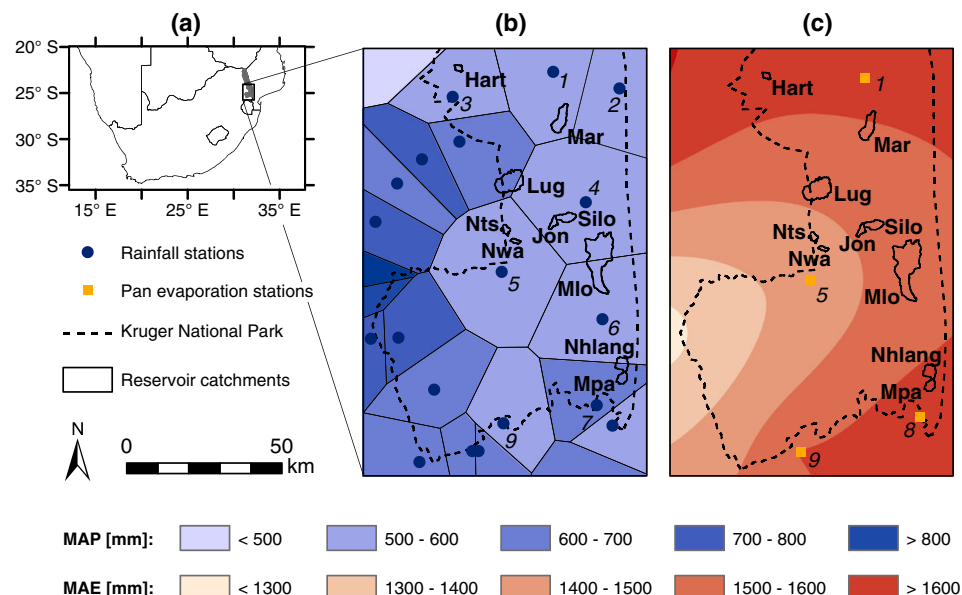 (a)
(b)
(c)
20° S
25° S
30° S
35° S
15° E
25° E
35° E
Rainfall stations
Pan evaporation stations
Kruger National Park
Reservoir catchments
N
0
50
km
Hart
1
2
3
Mar
Lug
4
Nts
Silo
Jon
Nwa
5
Mlo
6
Nhlang
Mpa
7
9
Hart
1
Mar
Lug
Nts
Silo
Jon
Nwa
5
Mlo
Nhlang
Mpa
8
9
MAP [mm]: < 500 500 - 600 600 - 700 700 - 800 > 800
MAE [mm]: < 1300 1300 - 1400 1400 - 1500 1500 - 1600 > 1600